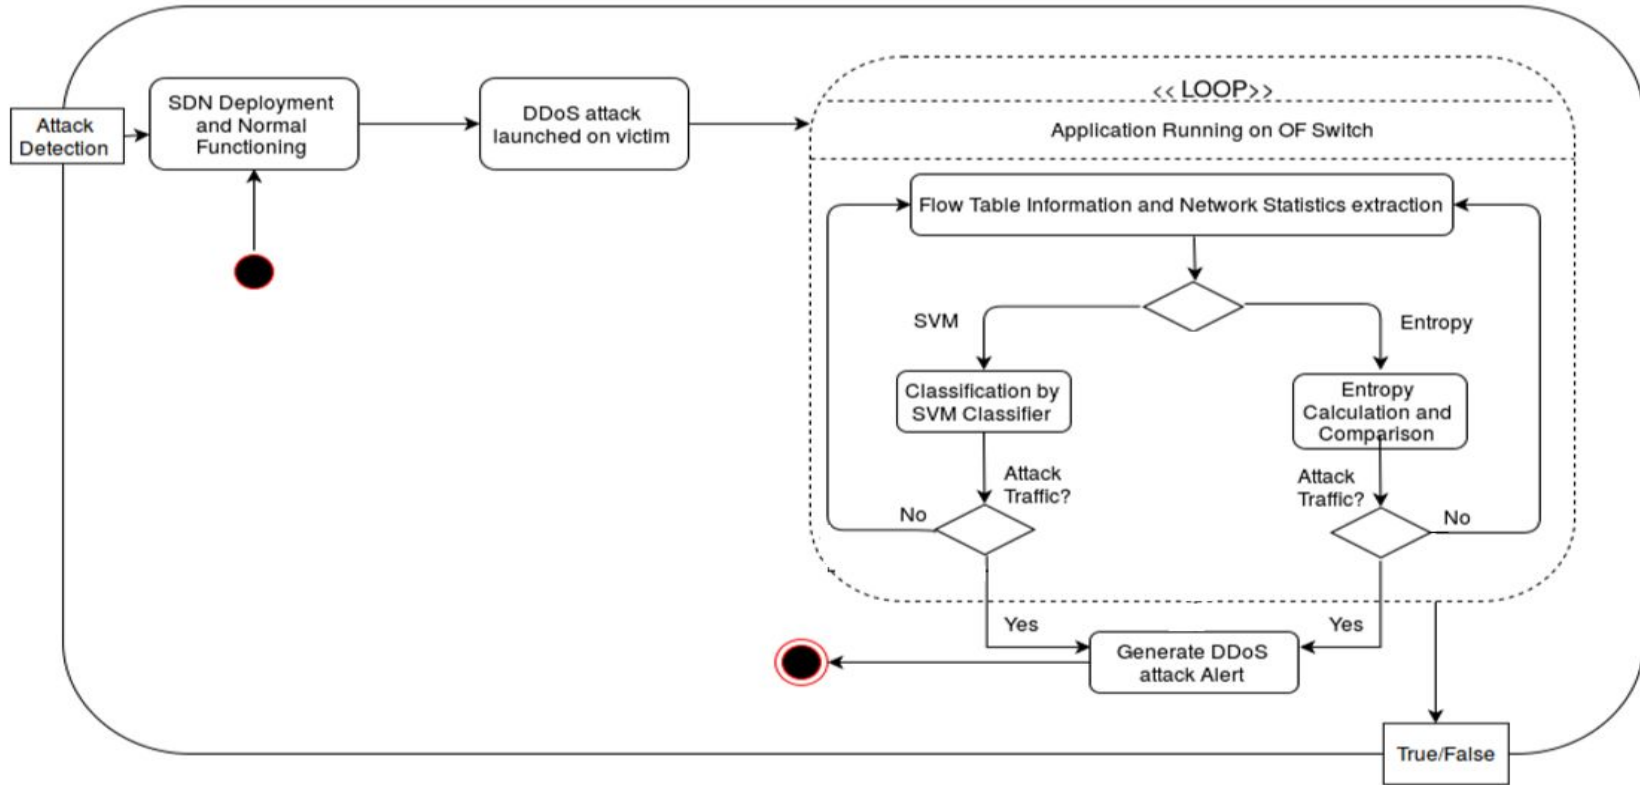 Attack
Detection
SDN Deployment
and Normal
Functioning
DDoS attack
launched on victim
<< LOOP>>
Application Running on OF Switch
Flow Table Information and Network Statistics extraction
SVM
Entropy
Classification by
SVM Classifier
Entropy
Calculation and
Comparison
Attack
Traffic?
Attack
Traffic?
No
No
Yes
Yes
Generate DDoS
attack Alert
True/False